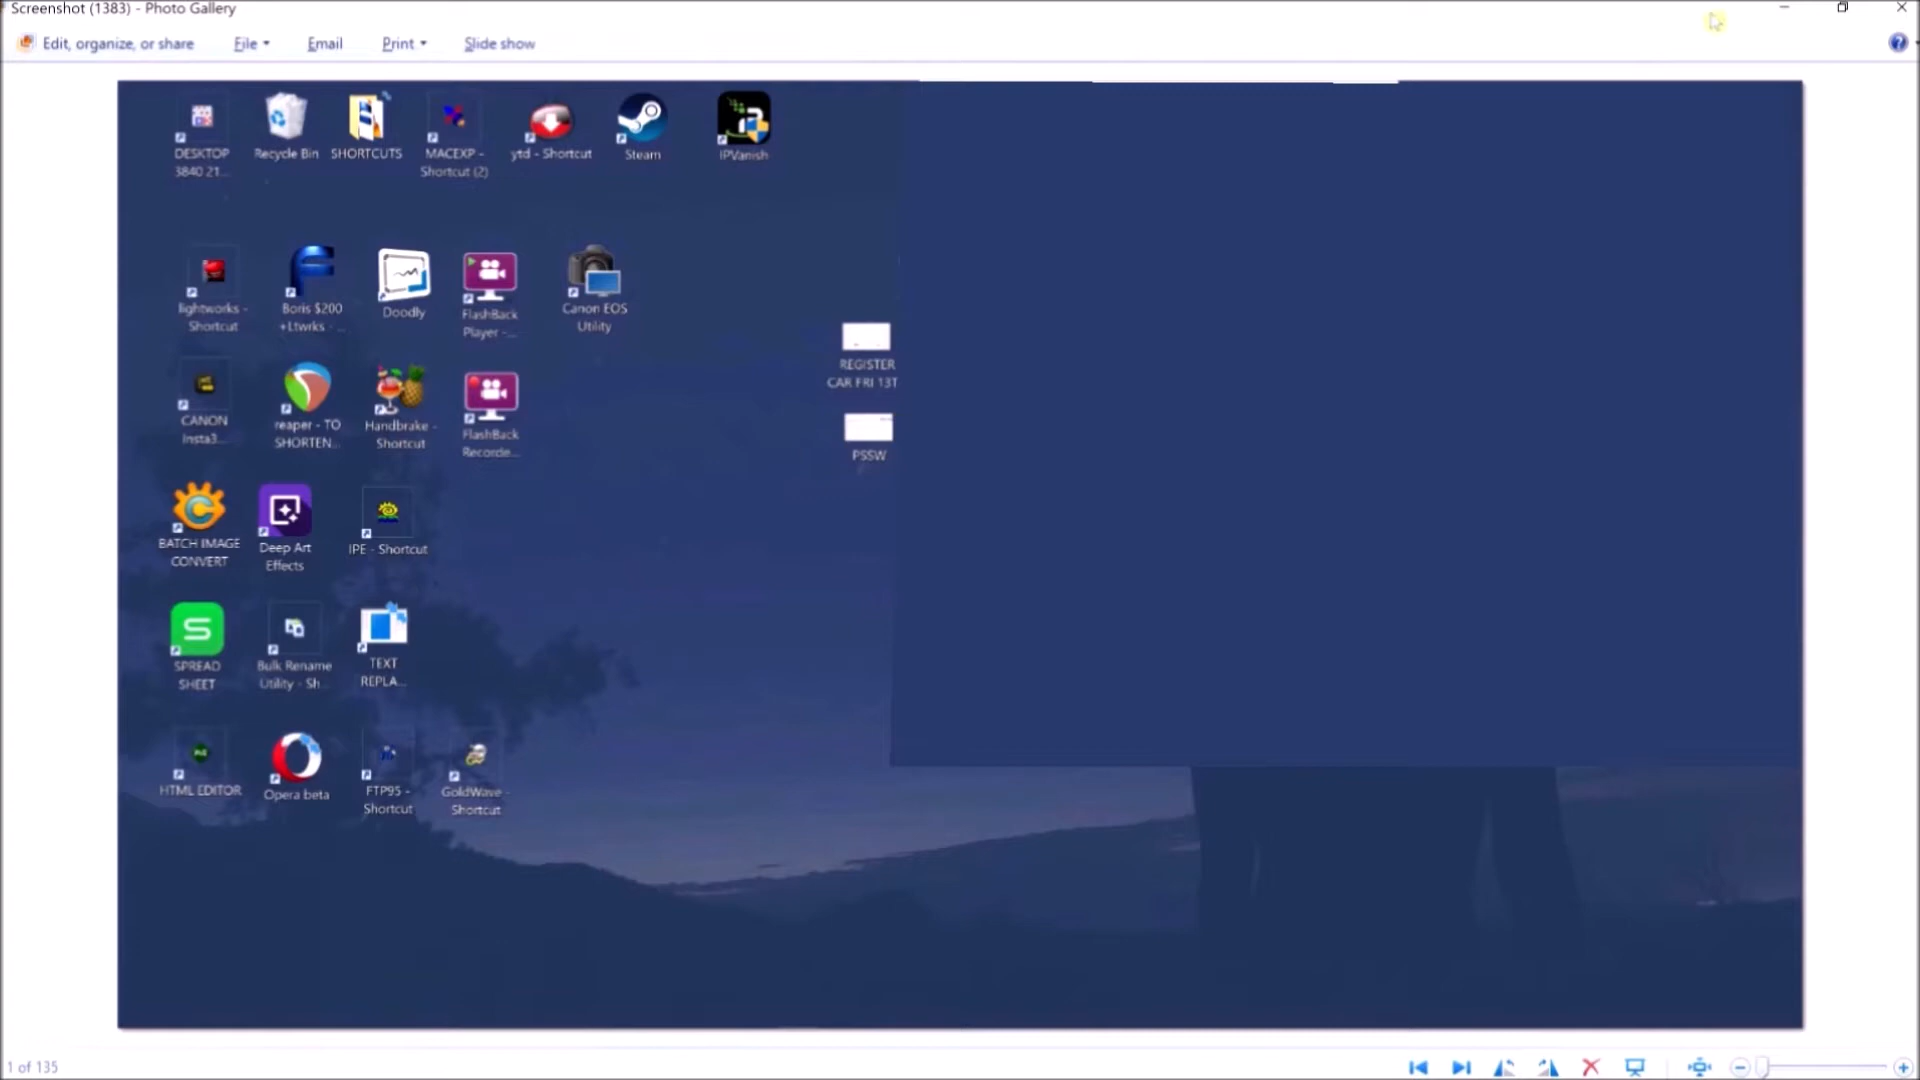 Screenshot (1383) - Photo Gallery
Edit, organize, or share File Email Print Slide show
DESKTOP
3840 21...
Recycle Bin
SHORTCUTS
MACEXP -
Shortcut (2)
ytd - Shortcut
Steam
IPVanish
lightworks -
Shortcut
Boris $200
+Ltwrks - ...
Doodly
FlashBack
Player -...
Canon EOS
Utility
REGISTER
CAR FRI 13T
CANON
Insta3...
reaper - TO
SHORTEN...
Handbrake -
Shortcut
FlashBack
Recorde...
PSSW
BATCH IMAGE
CONVERT
Deep Art
Effects
IPE - Shortcut
SPREAD
SHEET
Bulk Rename
Utility - Sh...
TEXT
REPLA...
HTML EDITOR
Opera beta
FTP95 -
Shortcut
GoldWave -
Shortcut
1 of 135